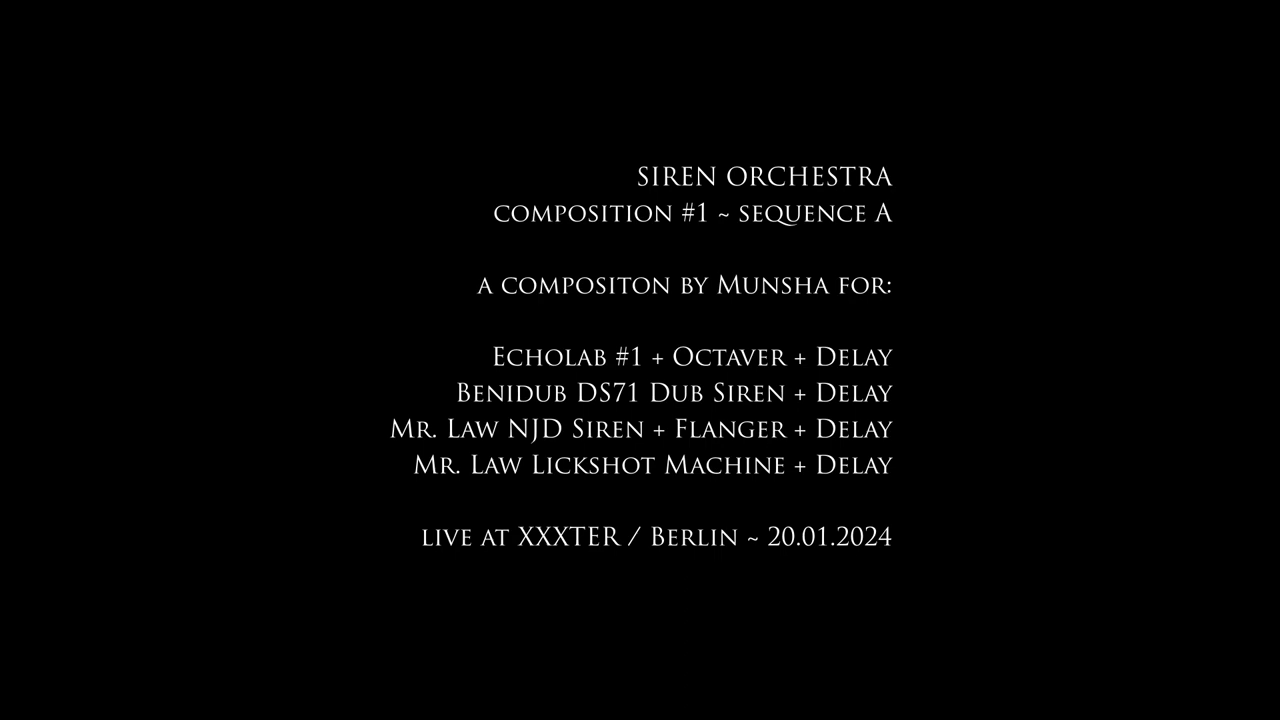 SIREN ORCHESTRA
COMPOSITION #1 ~ SEQUENCE A
A COMPOSITON BY MUNSHA FOR:
ECHOLAB #1 + OCTAVER + DELAY
BENIDUB DS71 DUB SIREN + DELAY
MR. LAW NJD SIREN + FLANGER + DELAY
MR. LAW LICKSHOT MACHINE + DELAY
LIVE AT XXXTER / BERLIN ~ 20.01.2024